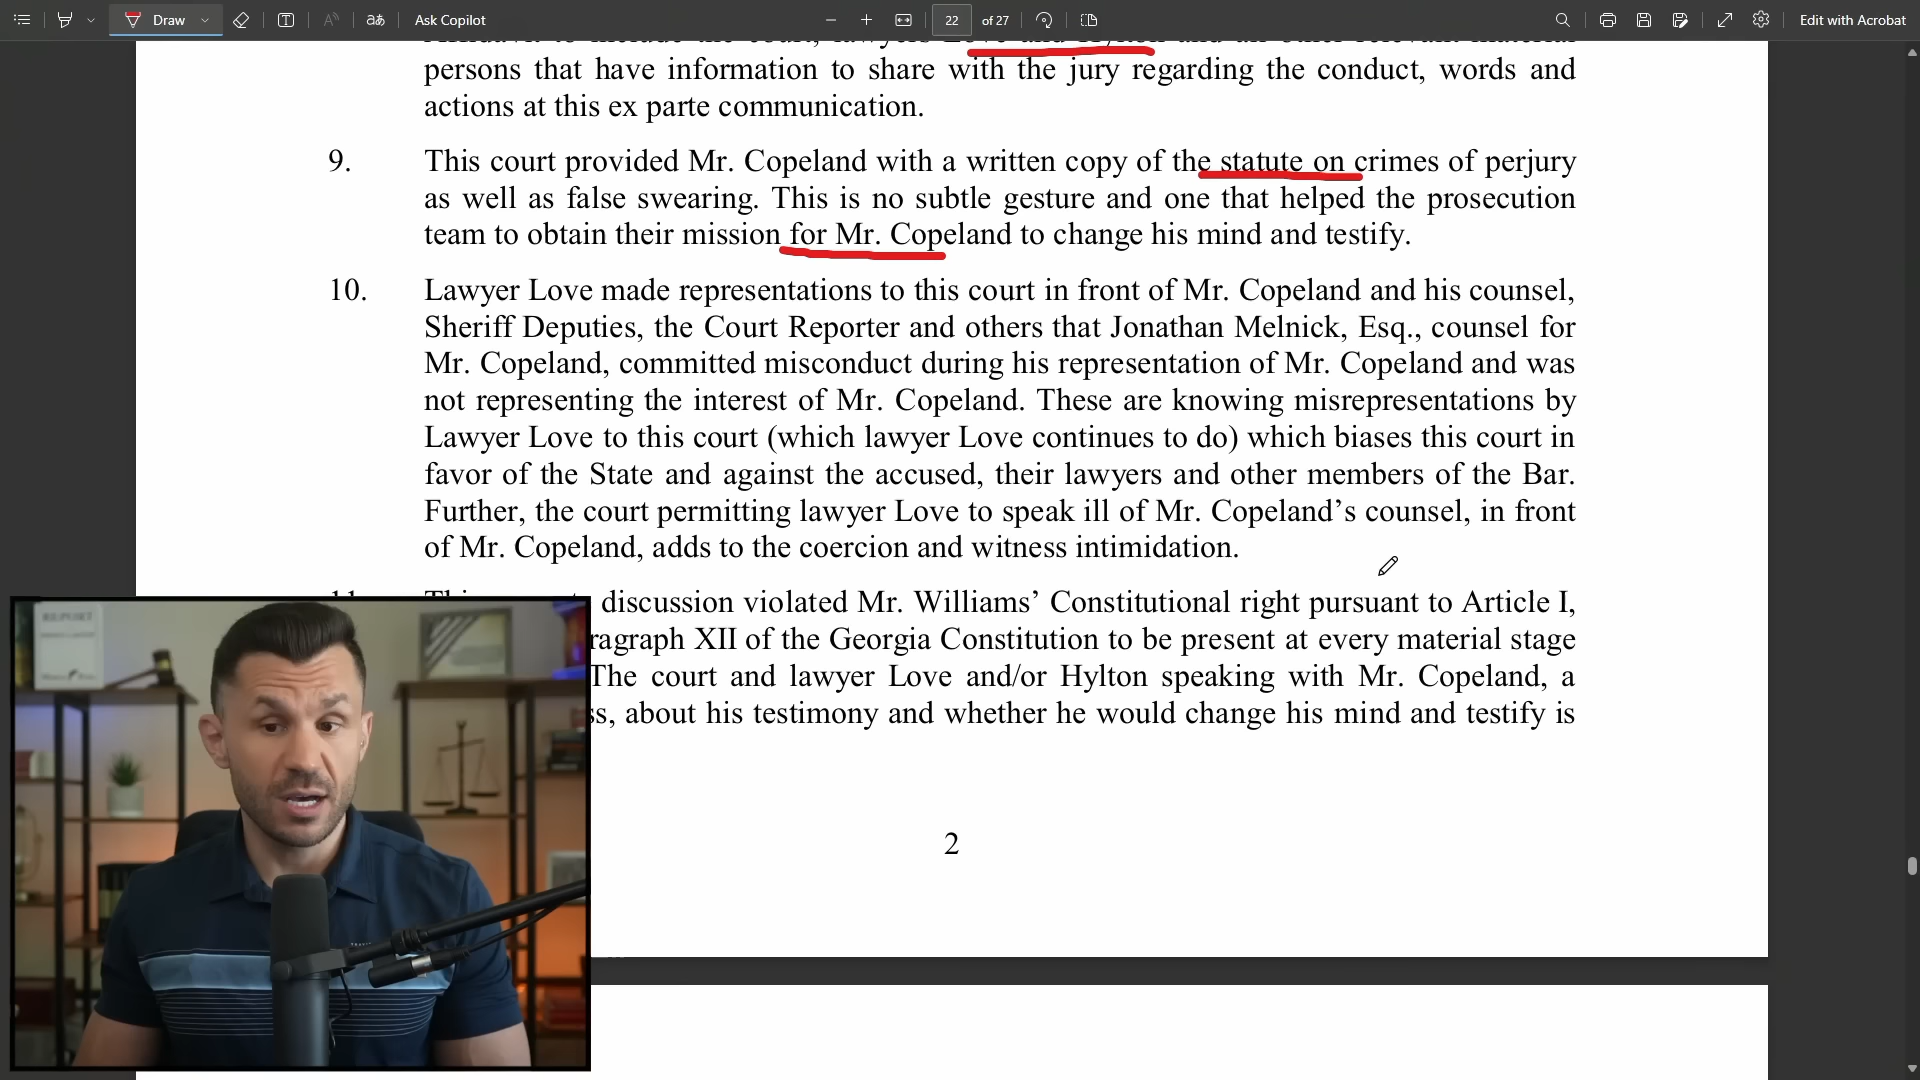 Draw
Ask Copilot
22 of 27
Edit with Acrobat
persons that have information to share with the jury regarding the conduct, words and
actions at this ex parte communication.
9. This court provided Mr. Copeland with a written copy of the statute on crimes of perjury
as well as false swearing. This is no subtle gesture and one that helped the prosecution
team to obtain their mission for Mr. Copeland to change his mind and testify.
10. Lawyer Love made representations to this court in front of Mr. Copeland and his counsel,
Sheriff Deputies, the Court Reporter and others that Jonathan Melnick, Esq., counsel for
Mr. Copeland, committed misconduct during his representation of Mr. Copeland and was
not representing the interest of Mr. Copeland. These are knowing misrepresentations by
Lawyer Love to this court (which lawyer Love continues to do) which biases this court in
favor of the State and against the accused, their lawyers and other members of the Bar.
Further, the court permitting lawyer Love to speak ill of Mr. Copeland’s counsel, in front
of Mr. Copeland, adds to the coercion and witness intimidation.
discussion violated Mr. Williams’ Constitutional right pursuant to Article I,
ragraph XII of the Georgia Constitution to be present at every material stage
The court and lawyer Love and/or Hylton speaking with Mr. Copeland, a
ss, about his testimony and whether he would change his mind and testify is
2